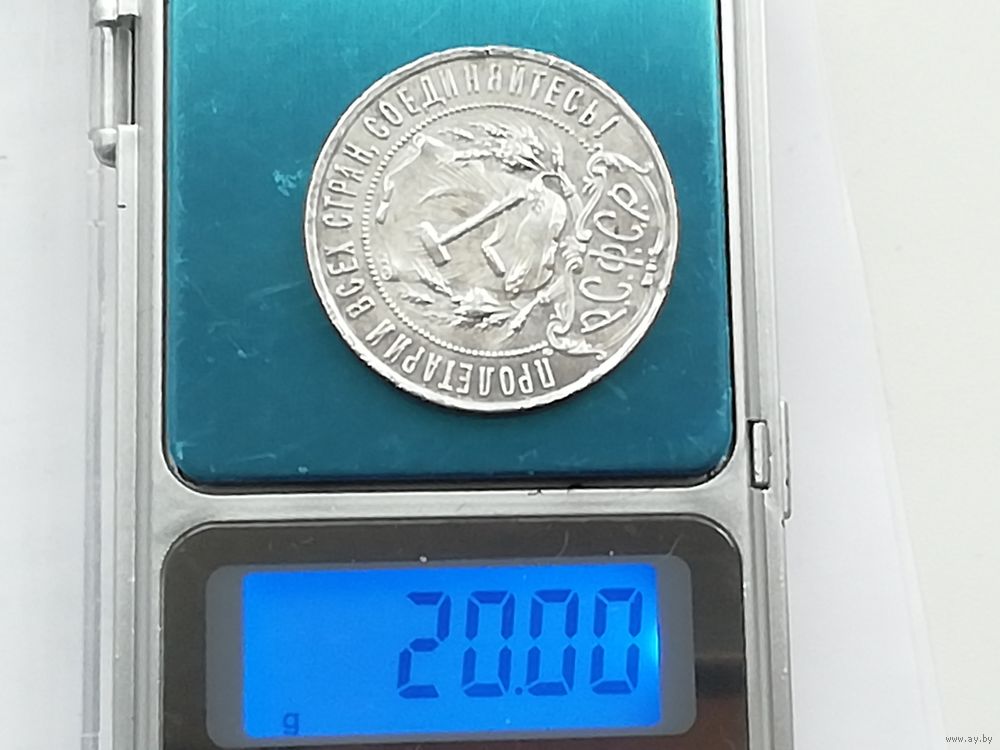 ПРОЛЕТАРИИ ВСЕХ СТРАН, СОЕДИНЯЙТЕСЬ!
Р.С.Ф.С.Р.
20.00
g
www.ay.by